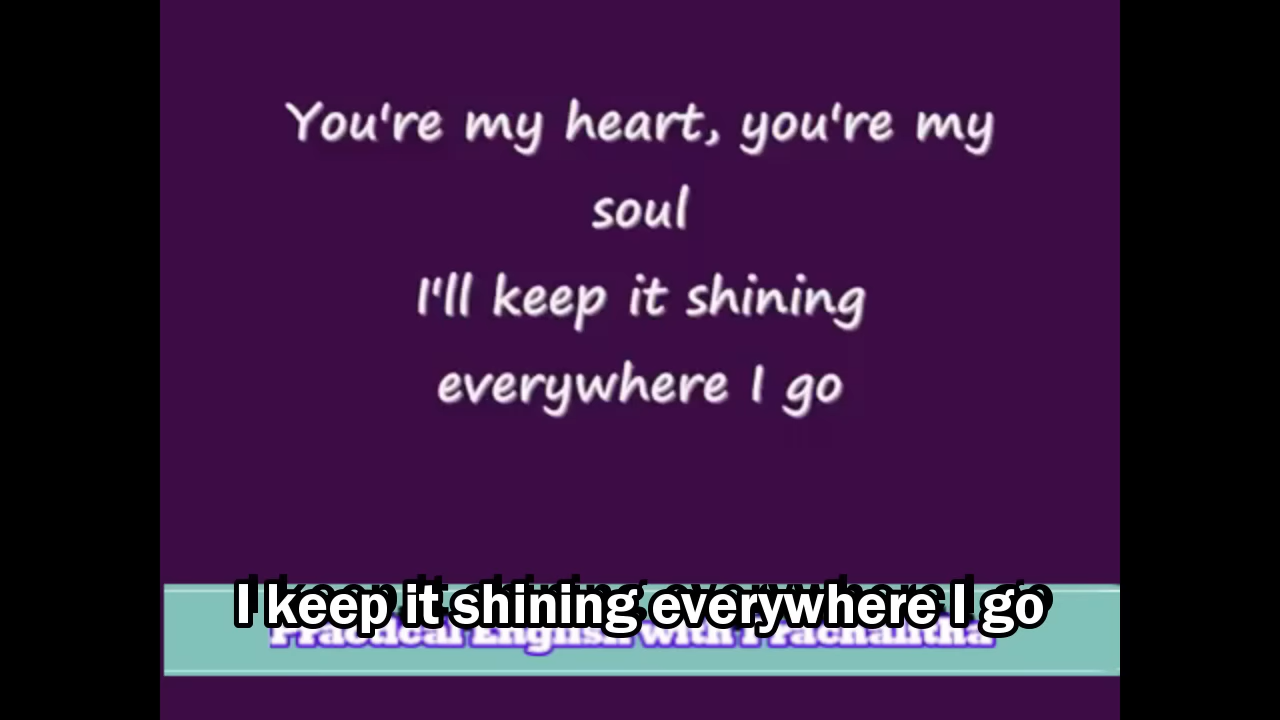 You're my heart, you're my
soul
I'll keep it shining
everywhere I go
I keep it shining everywhere I go
Practical English with Prachalitha